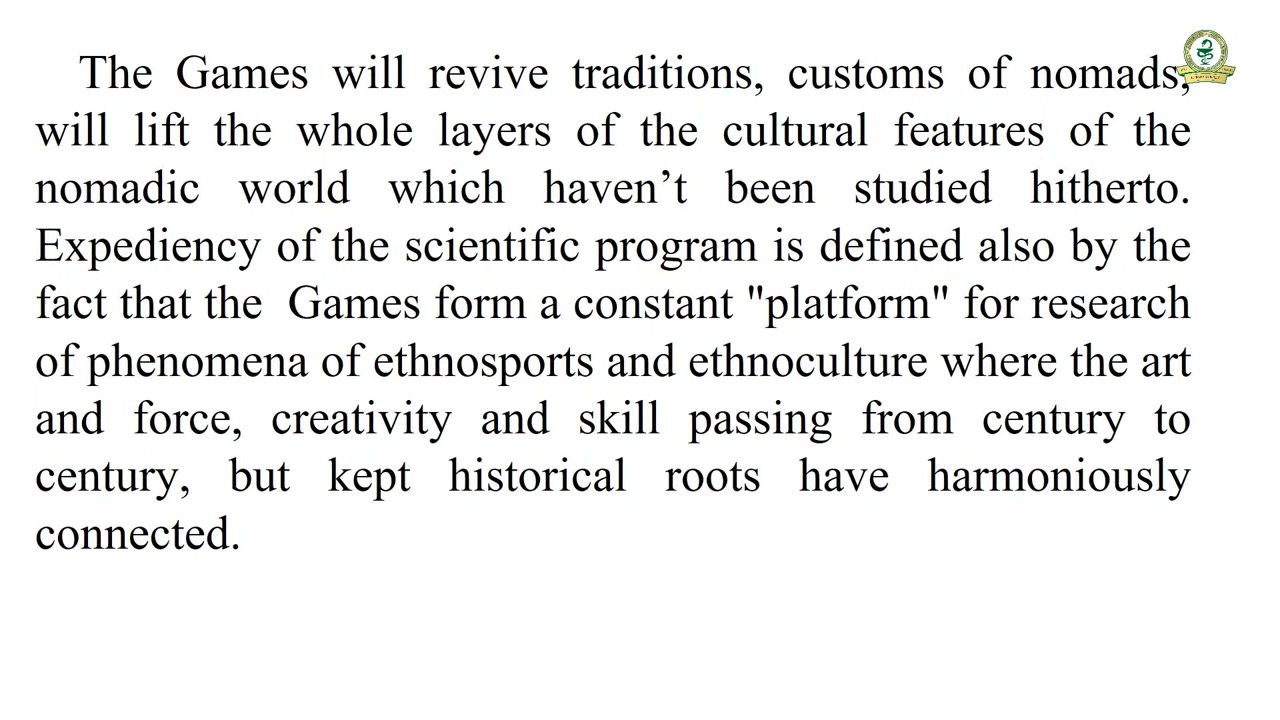 The Games will revive traditions, customs of nomads,
will lift the whole layers of the cultural features of the
nomadic world which haven’t been studied hitherto.
Expediency of the scientific program is defined also by the
fact that the  Games form a constant "platform" for research
of phenomena of ethnosports and ethnoculture where the art
and force, creativity and skill passing from century to
century, but kept historical roots have harmoniously
connected.